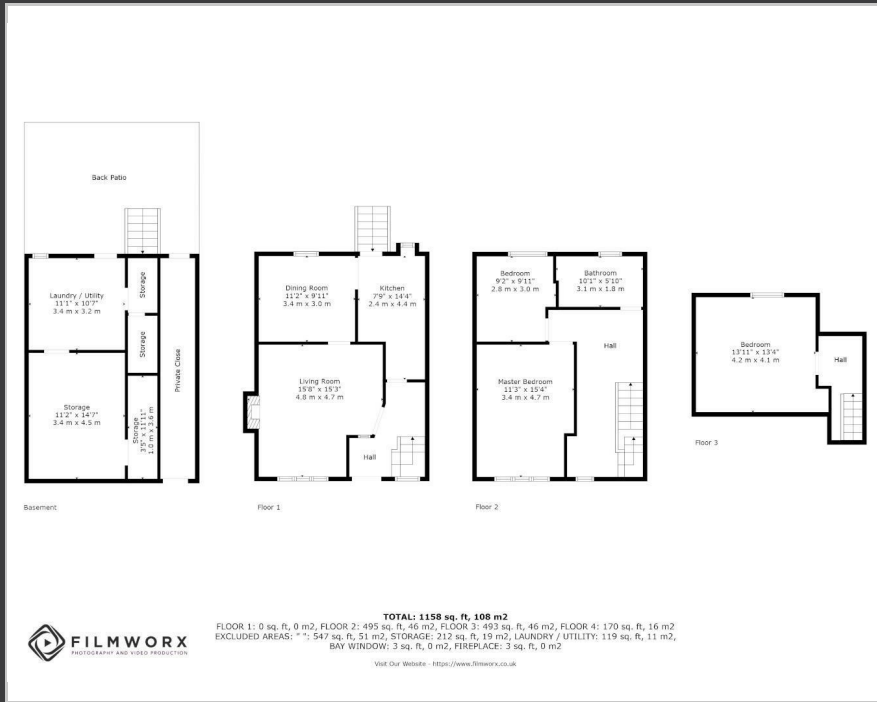 Back Patio
Laundry / Utility
11'1" x 10'7"
3.4 m x 3.2 m
Storage
Storage
Private Close
Storage
11'2" x 14'7"
3.4 m x 4.5 m
Storage
3'5" x 11'11"
1.0 m x 3.6 m
Basement
Dining Room
11'2" x 9'11"
3.4 m x 3.0 m
Kitchen
7'9" x 14'4"
2.4 m x 4.4 m
Living Room
15'8" x 15'3"
4.8 m x 4.7 m
Hall
Floor 1
Bedroom
9'2" x 9'11"
2.8 m x 3.0 m
Bathroom
10'1" x 5'10"
3.1 m x 1.8 m
Hall
Master Bedroom
11'3" x 15'4"
3.4 m x 4.7 m
Floor 2
Bedroom
13'11" x 13'4"
4.2 m x 4.1 m
Hall
Floor 3
FILMWORX
PHOTOGRAPHY AND VIDEO PRODUCTION
TOTAL: 1158 sq. ft, 108 m2
FLOOR 1: 0 sq. ft, 0 m2, FLOOR 2: 495 sq. ft, 46 m2, FLOOR 3: 493 sq. ft, 46 m2, FLOOR 4: 170 sq. ft, 16 m2
EXCLUDED AREAS: " ": 547 sq. ft, 51 m2, STORAGE: 212 sq. ft, 19 m2, LAUNDRY / UTILITY: 119 sq. ft, 11 m2,
BAY WINDOW: 3 sq. ft, 0 m2, FIREPLACE: 3 sq. ft, 0 m2
Visit Our Website - https://www.filmworx.co.uk